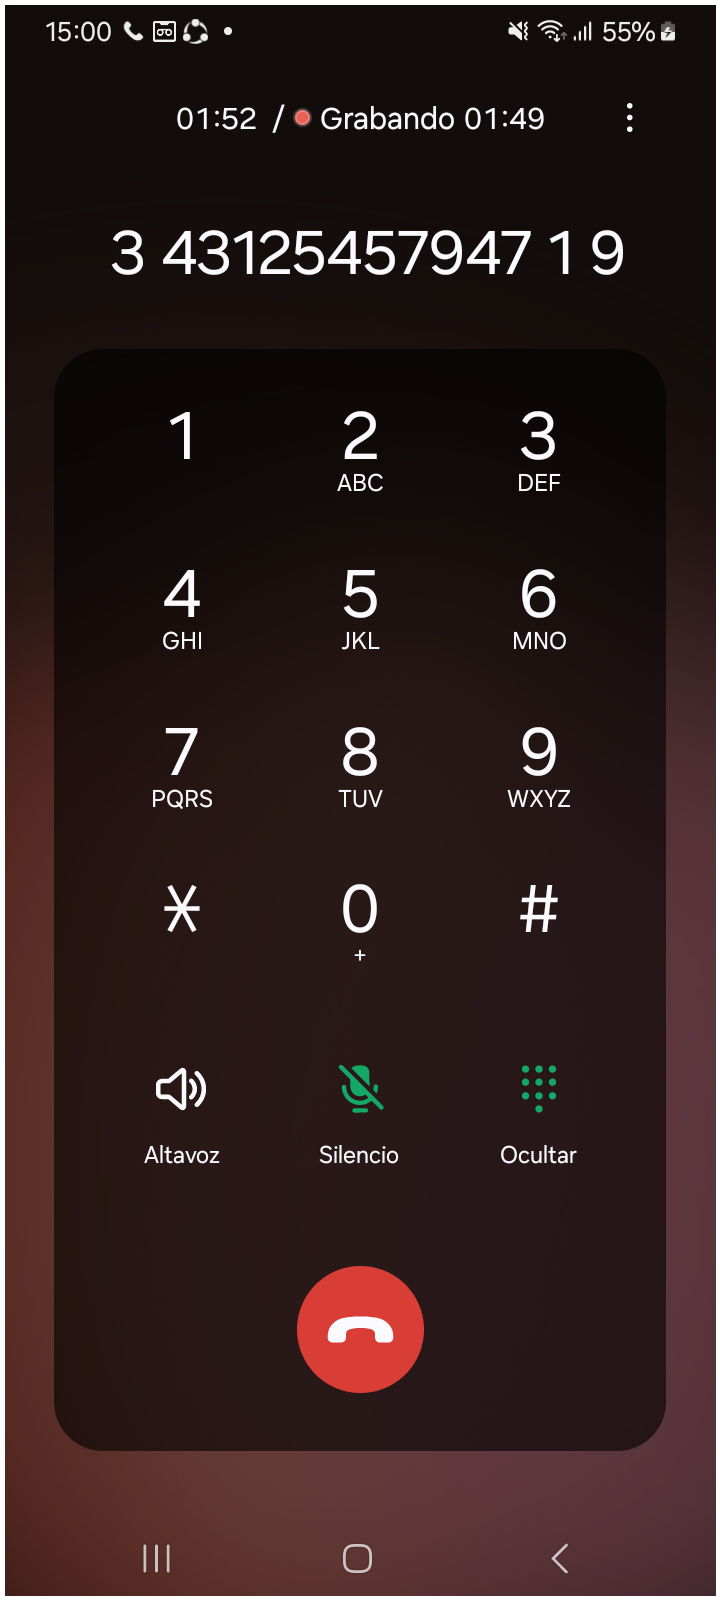 15:00 55%
01:52 / Grabando 01:49
3 43125457947 1 9
1 2 3
ABC DEF
4 5 6
GHI JKL MNO
7 8 9
PQRS TUV WXYZ
* 0 #
+
Altavoz Silencio Ocultar